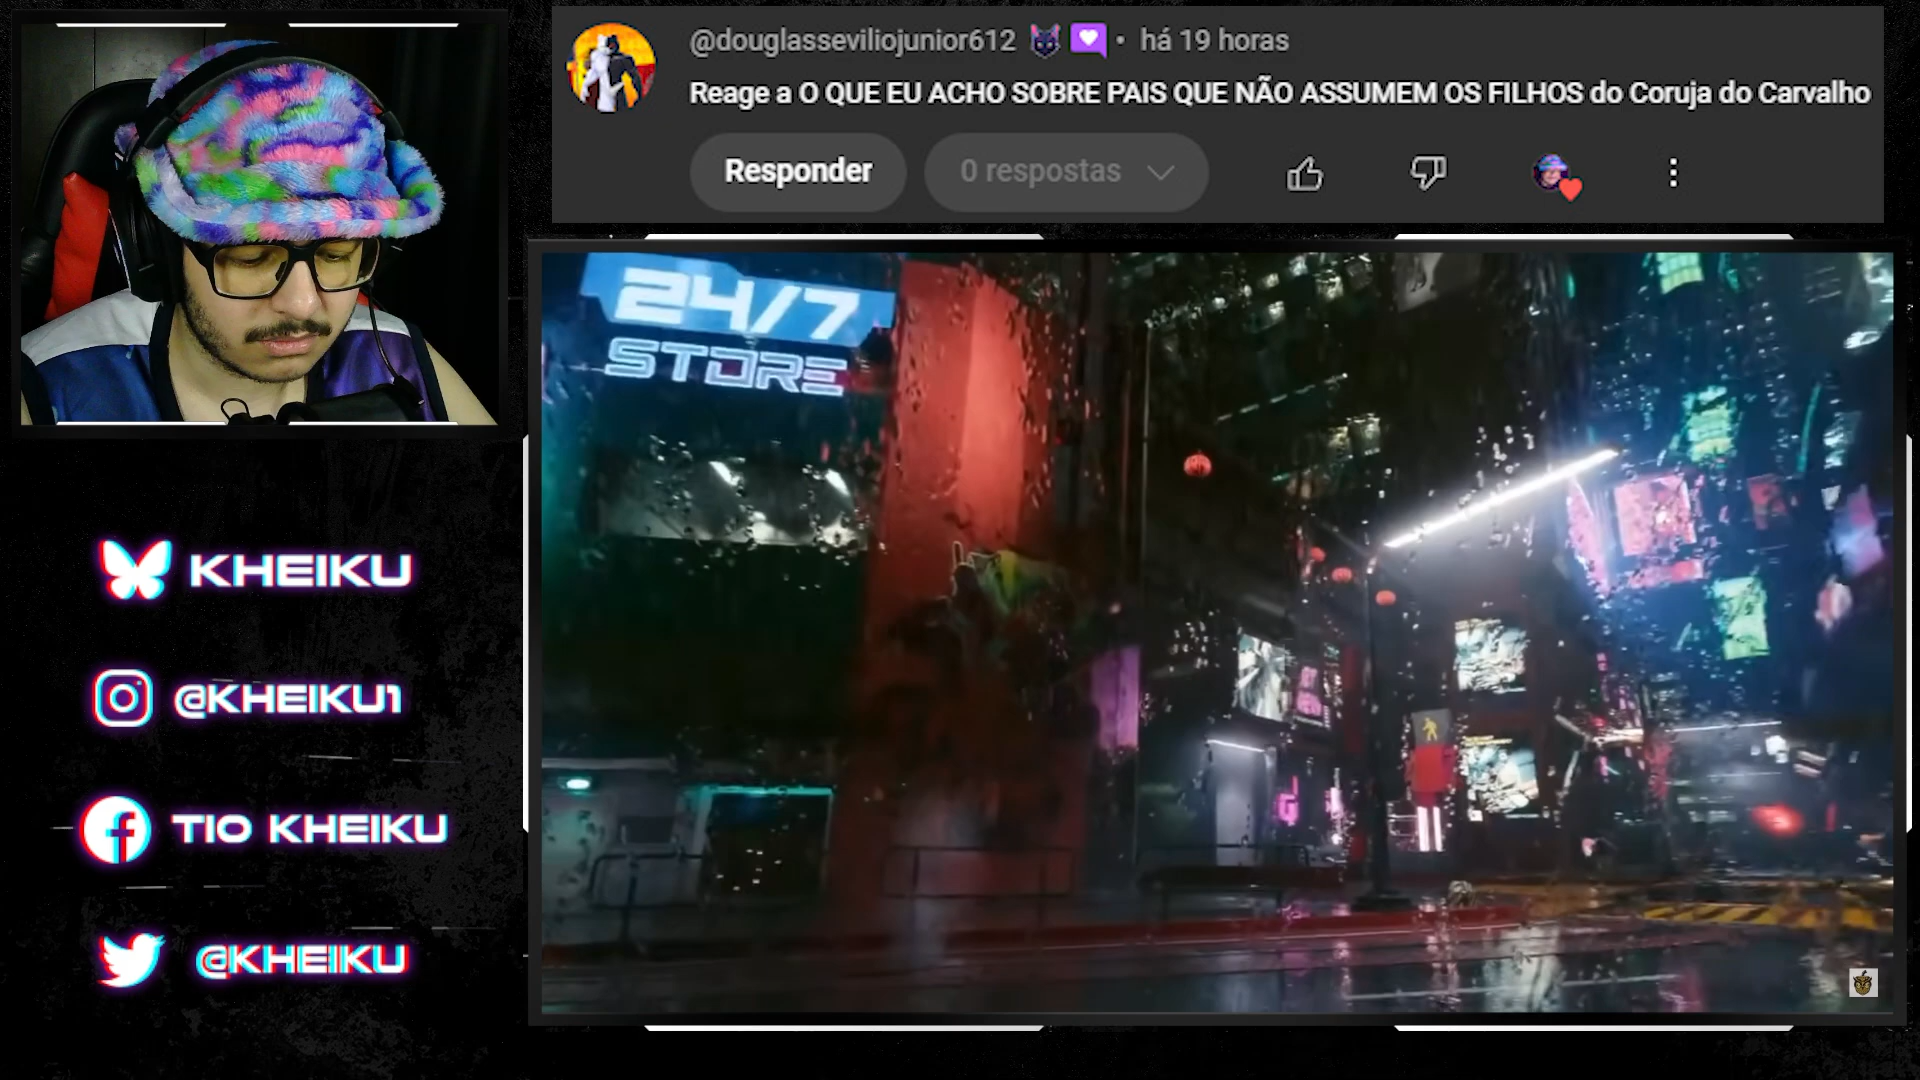 @douglasseviliojunior612 • há 19 horas
Reage a O QUE EU ACHO SOBRE PAIS QUE NÃO ASSUMEM OS FILHOS do Coruja do Carvalho
Responder
0 respostas
24/7
STORE
KHEIKU
@KHEIKU1
TIO KHEIKU
@KHEIKU